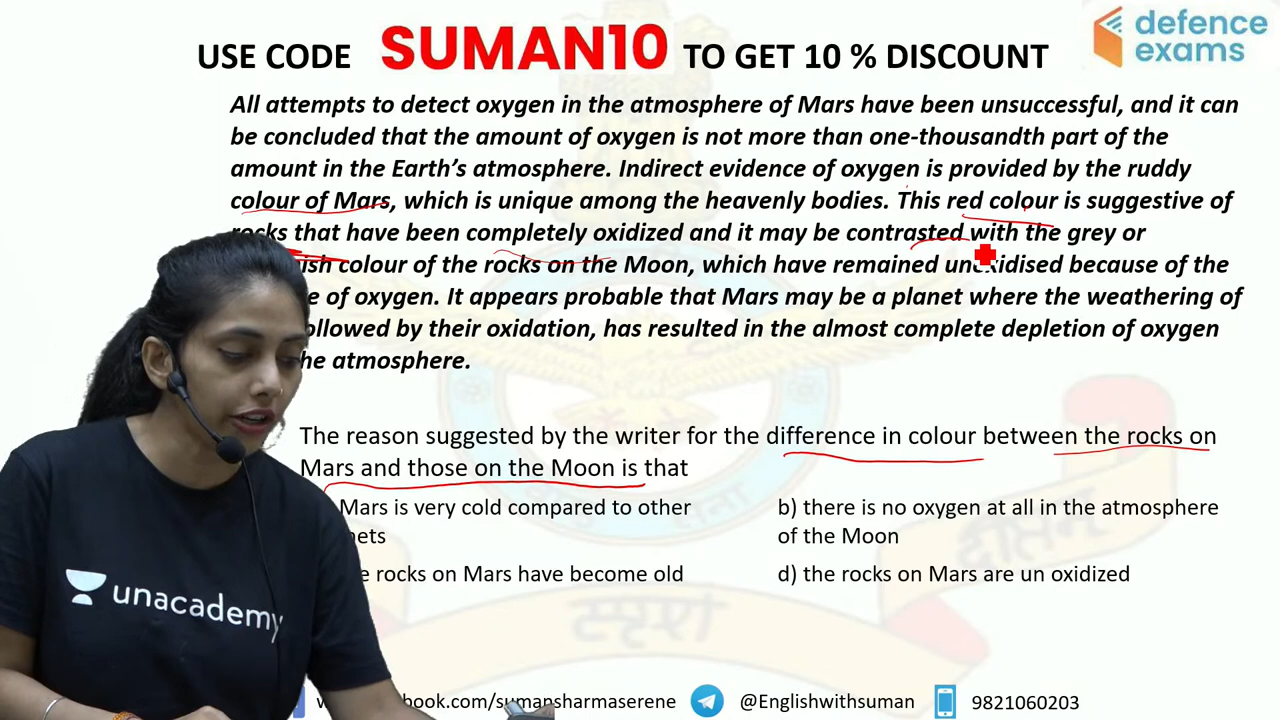 USE CODE SUMAN10 TO GET 10 % DISCOUNT
defence
exams
All attempts to detect oxygen in the atmosphere of Mars have been unsuccessful, and it can
be concluded that the amount of oxygen is not more than one-thousandth part of the
amount in the Earth's atmosphere. Indirect evidence of oxygen is provided by the ruddy
colour of Mars, which is unique among the heavenly bodies. This red colour is suggestive of
rocks that have been completely oxidized and it may be contrasted with the grey or
colour of the rocks on the Moon, which have remained unoxidised because of the
of oxygen. It appears probable that Mars may be a planet where the weathering of
followed by their oxidation, has resulted in the almost complete depletion of oxygen
the atmosphere.
The reason suggested by the writer for the difference in colour between the rocks on
Mars and those on the Moon is that
Mars is very cold compared to other
b) there is no oxygen at all in the atmosphere
of the Moon
rocks on Mars have become old
d) the rocks on Mars are un oxidized
unacademy
स्पृशं
@Englishwithsuman
9821060203